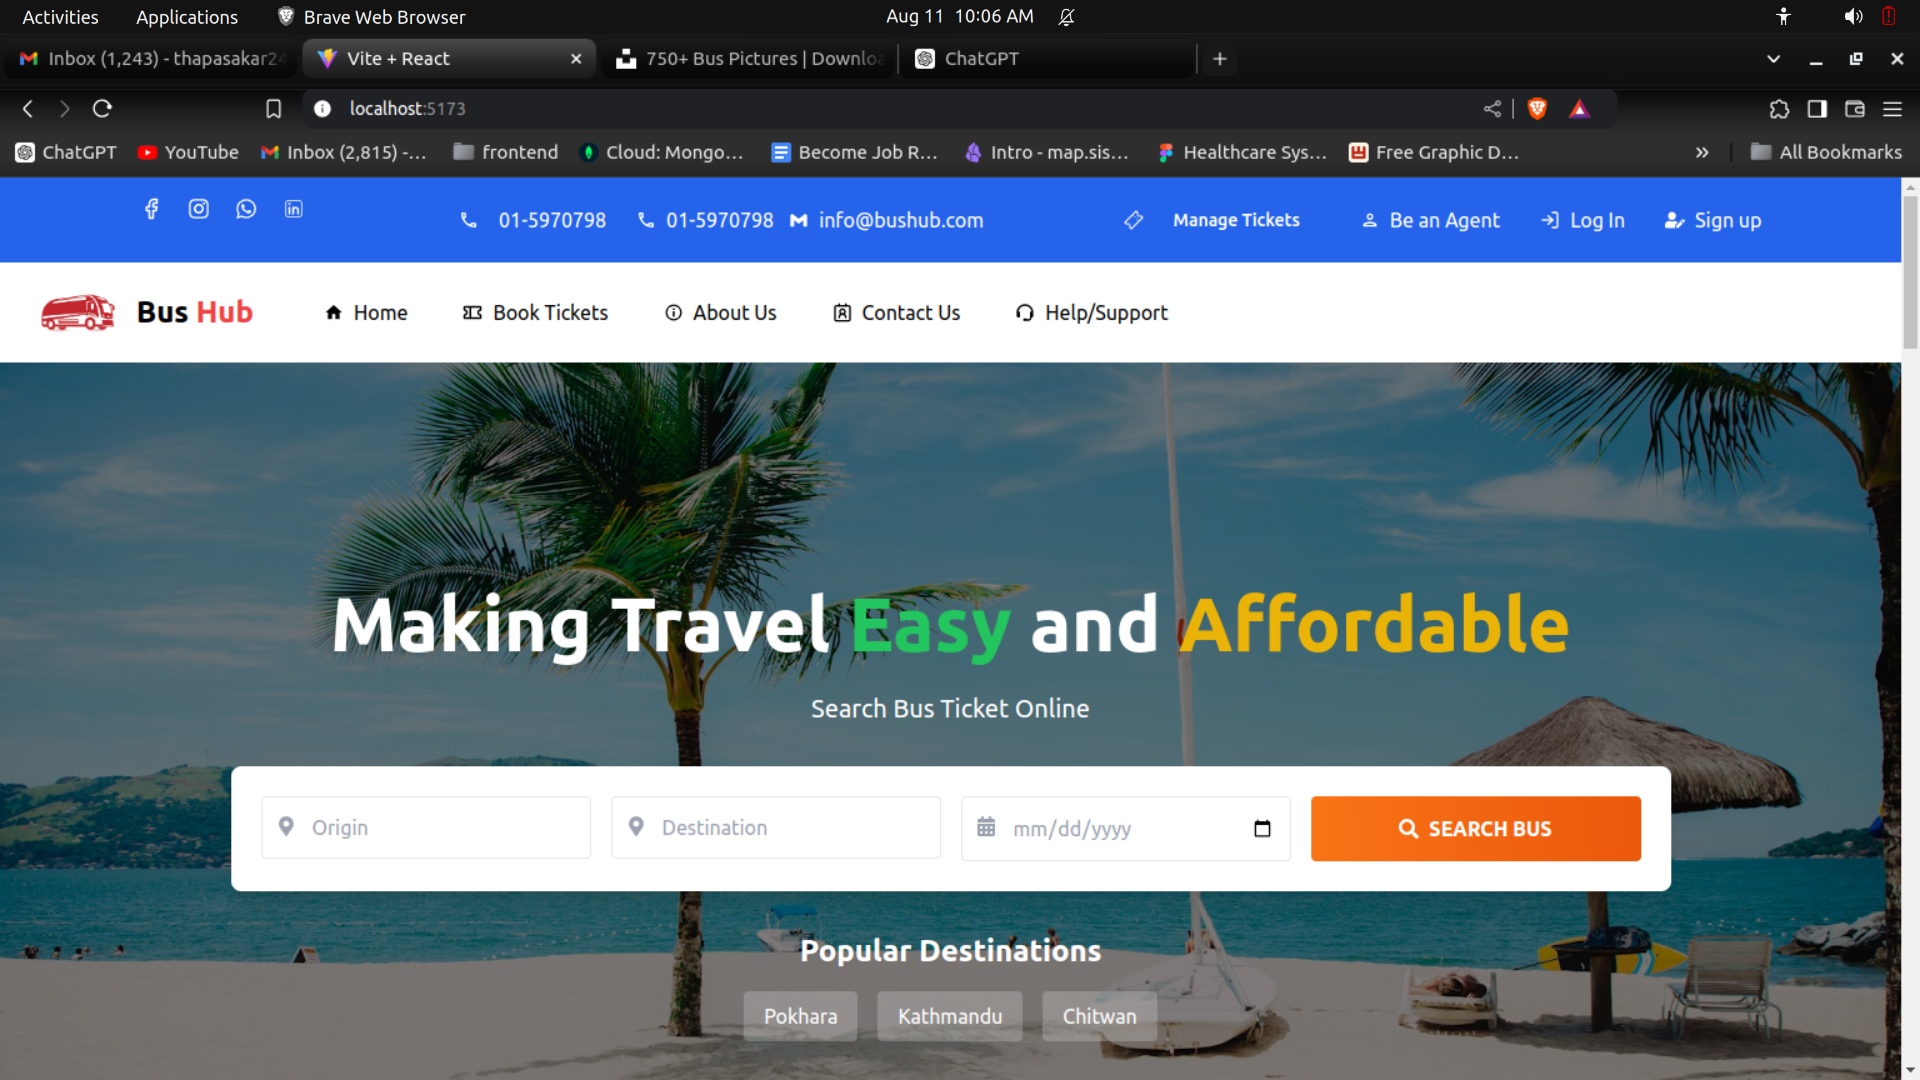 Activities Applications Brave Web Browser Aug 11 10:06 AM
Inbox (1,243) - thapasakar24 Vite + React 750+ Bus Pictures | Downloa ChatGPT
localhost:5173
ChatGPT YouTube Inbox (2,815) -... frontend Cloud: Mongo... Become Job R... Intro - map.sis... Healthcare Sys... Free Graphic D... » All Bookmarks
01-5970798 01-5970798 info@bushub.com Manage Tickets Be an Agent Log In Sign up
Bus Hub Home Book Tickets About Us Contact Us Help/Support
Making Travel Easy and Affordable
Search Bus Ticket Online
Origin Destination mm/dd/yyyy SEARCH BUS
Popular Destinations
Pokhara Kathmandu Chitwan